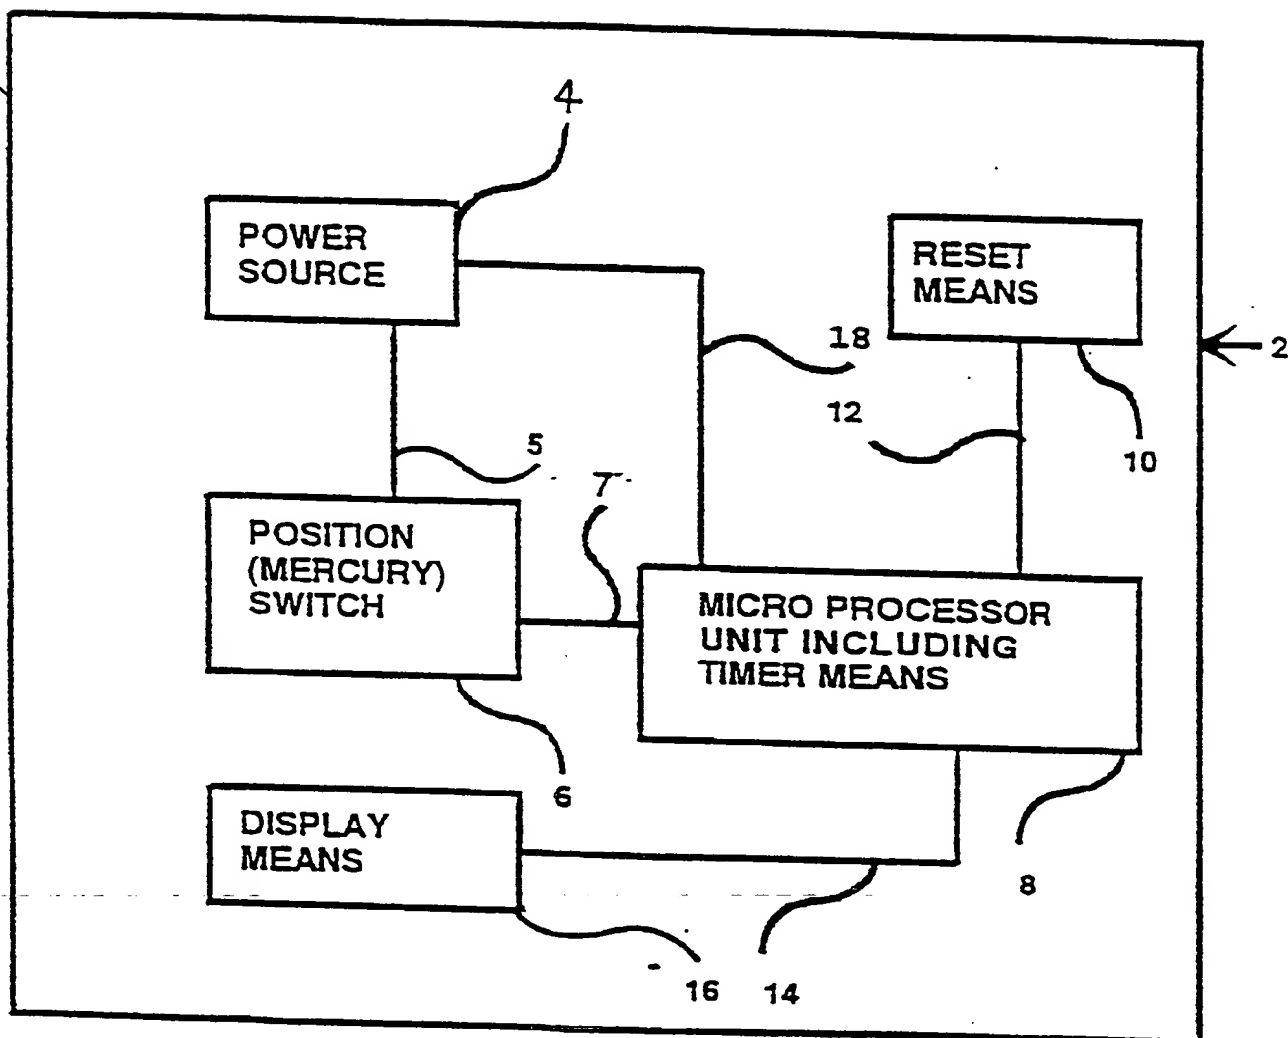 4
POWER
SOURCE
RESET
MEANS
18
2
12
10
5
7
POSITION
(MERCURY)
SWITCH
MICRO PROCESSOR
UNIT INCLUDING
TIMER MEANS
6
DISPLAY
MEANS
8
16
14